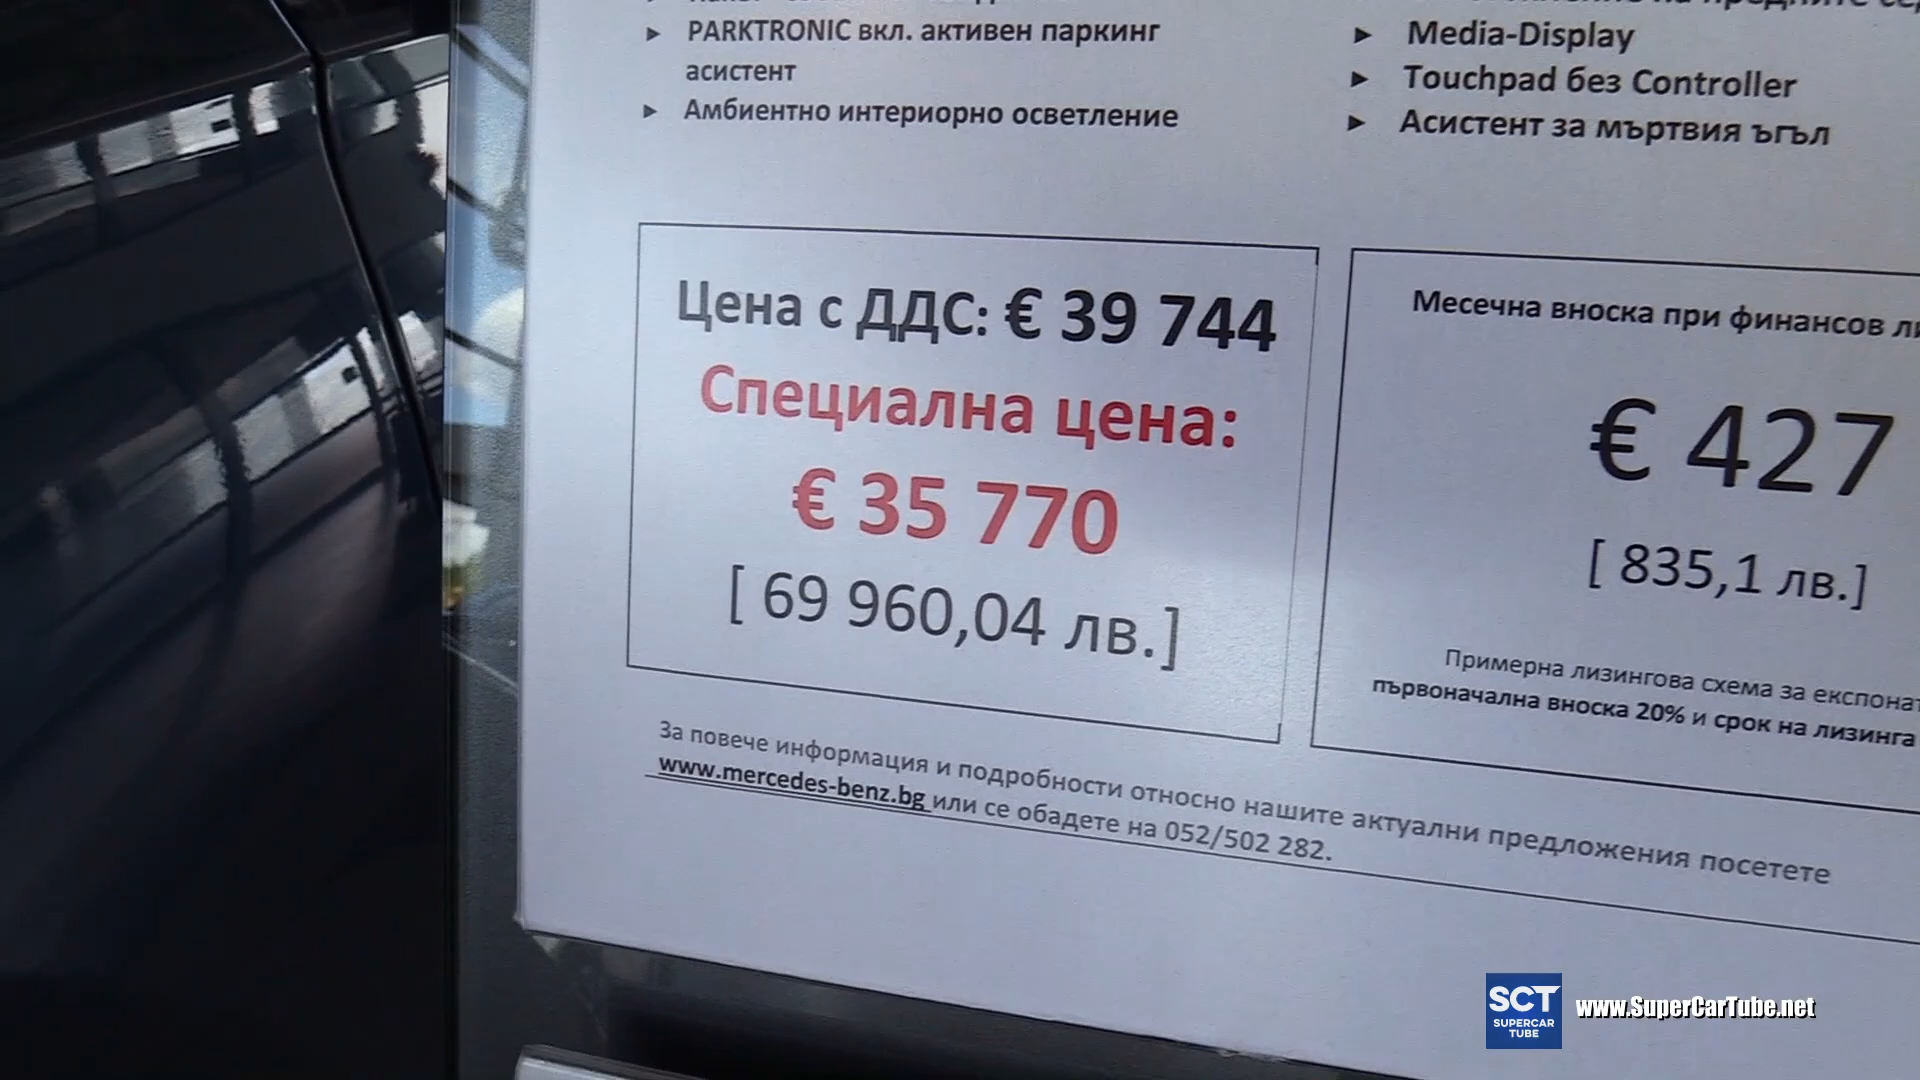 PARKTRONIC вкл. активен паркинг
асистент
Амбиентно интериорно осветление
Media-Display
Touchpad без Controller
Асистент за мъртвия ъгъл
Цена с ДДС: € 39 744
Специална цена:
€ 35 770
[ 69 960,04 лв.]
Месечна вноска при финансов
€ 427
[ 835,1 лв.]
Примерна лизингова схема за
първоначална вноска 20% и срок на лизинга
За повече информация и подробности относно нашите актуални предложения посетете
www.mercedes-benz.bg или се обадете на 052/502 282.
SCT
SUPERCAR
TUBE
www.SuperCarTube.net